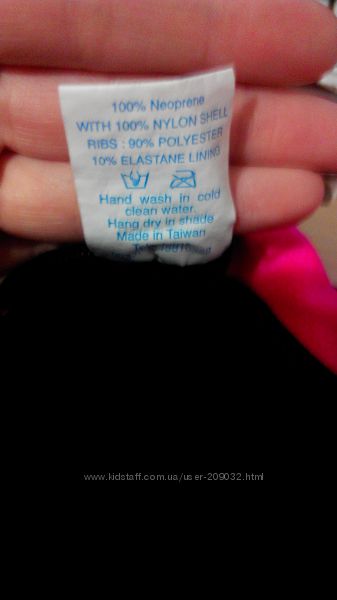 100% Neoprene
WITH 100% NYLON SHELL
RIBS : 90% POLYESTER
10% ELASTANE LINING
Hand wash in cold
clean water.
Hang dry in shade
Made in Taiwan
www.kidstaff.com.ua/user-209032.html